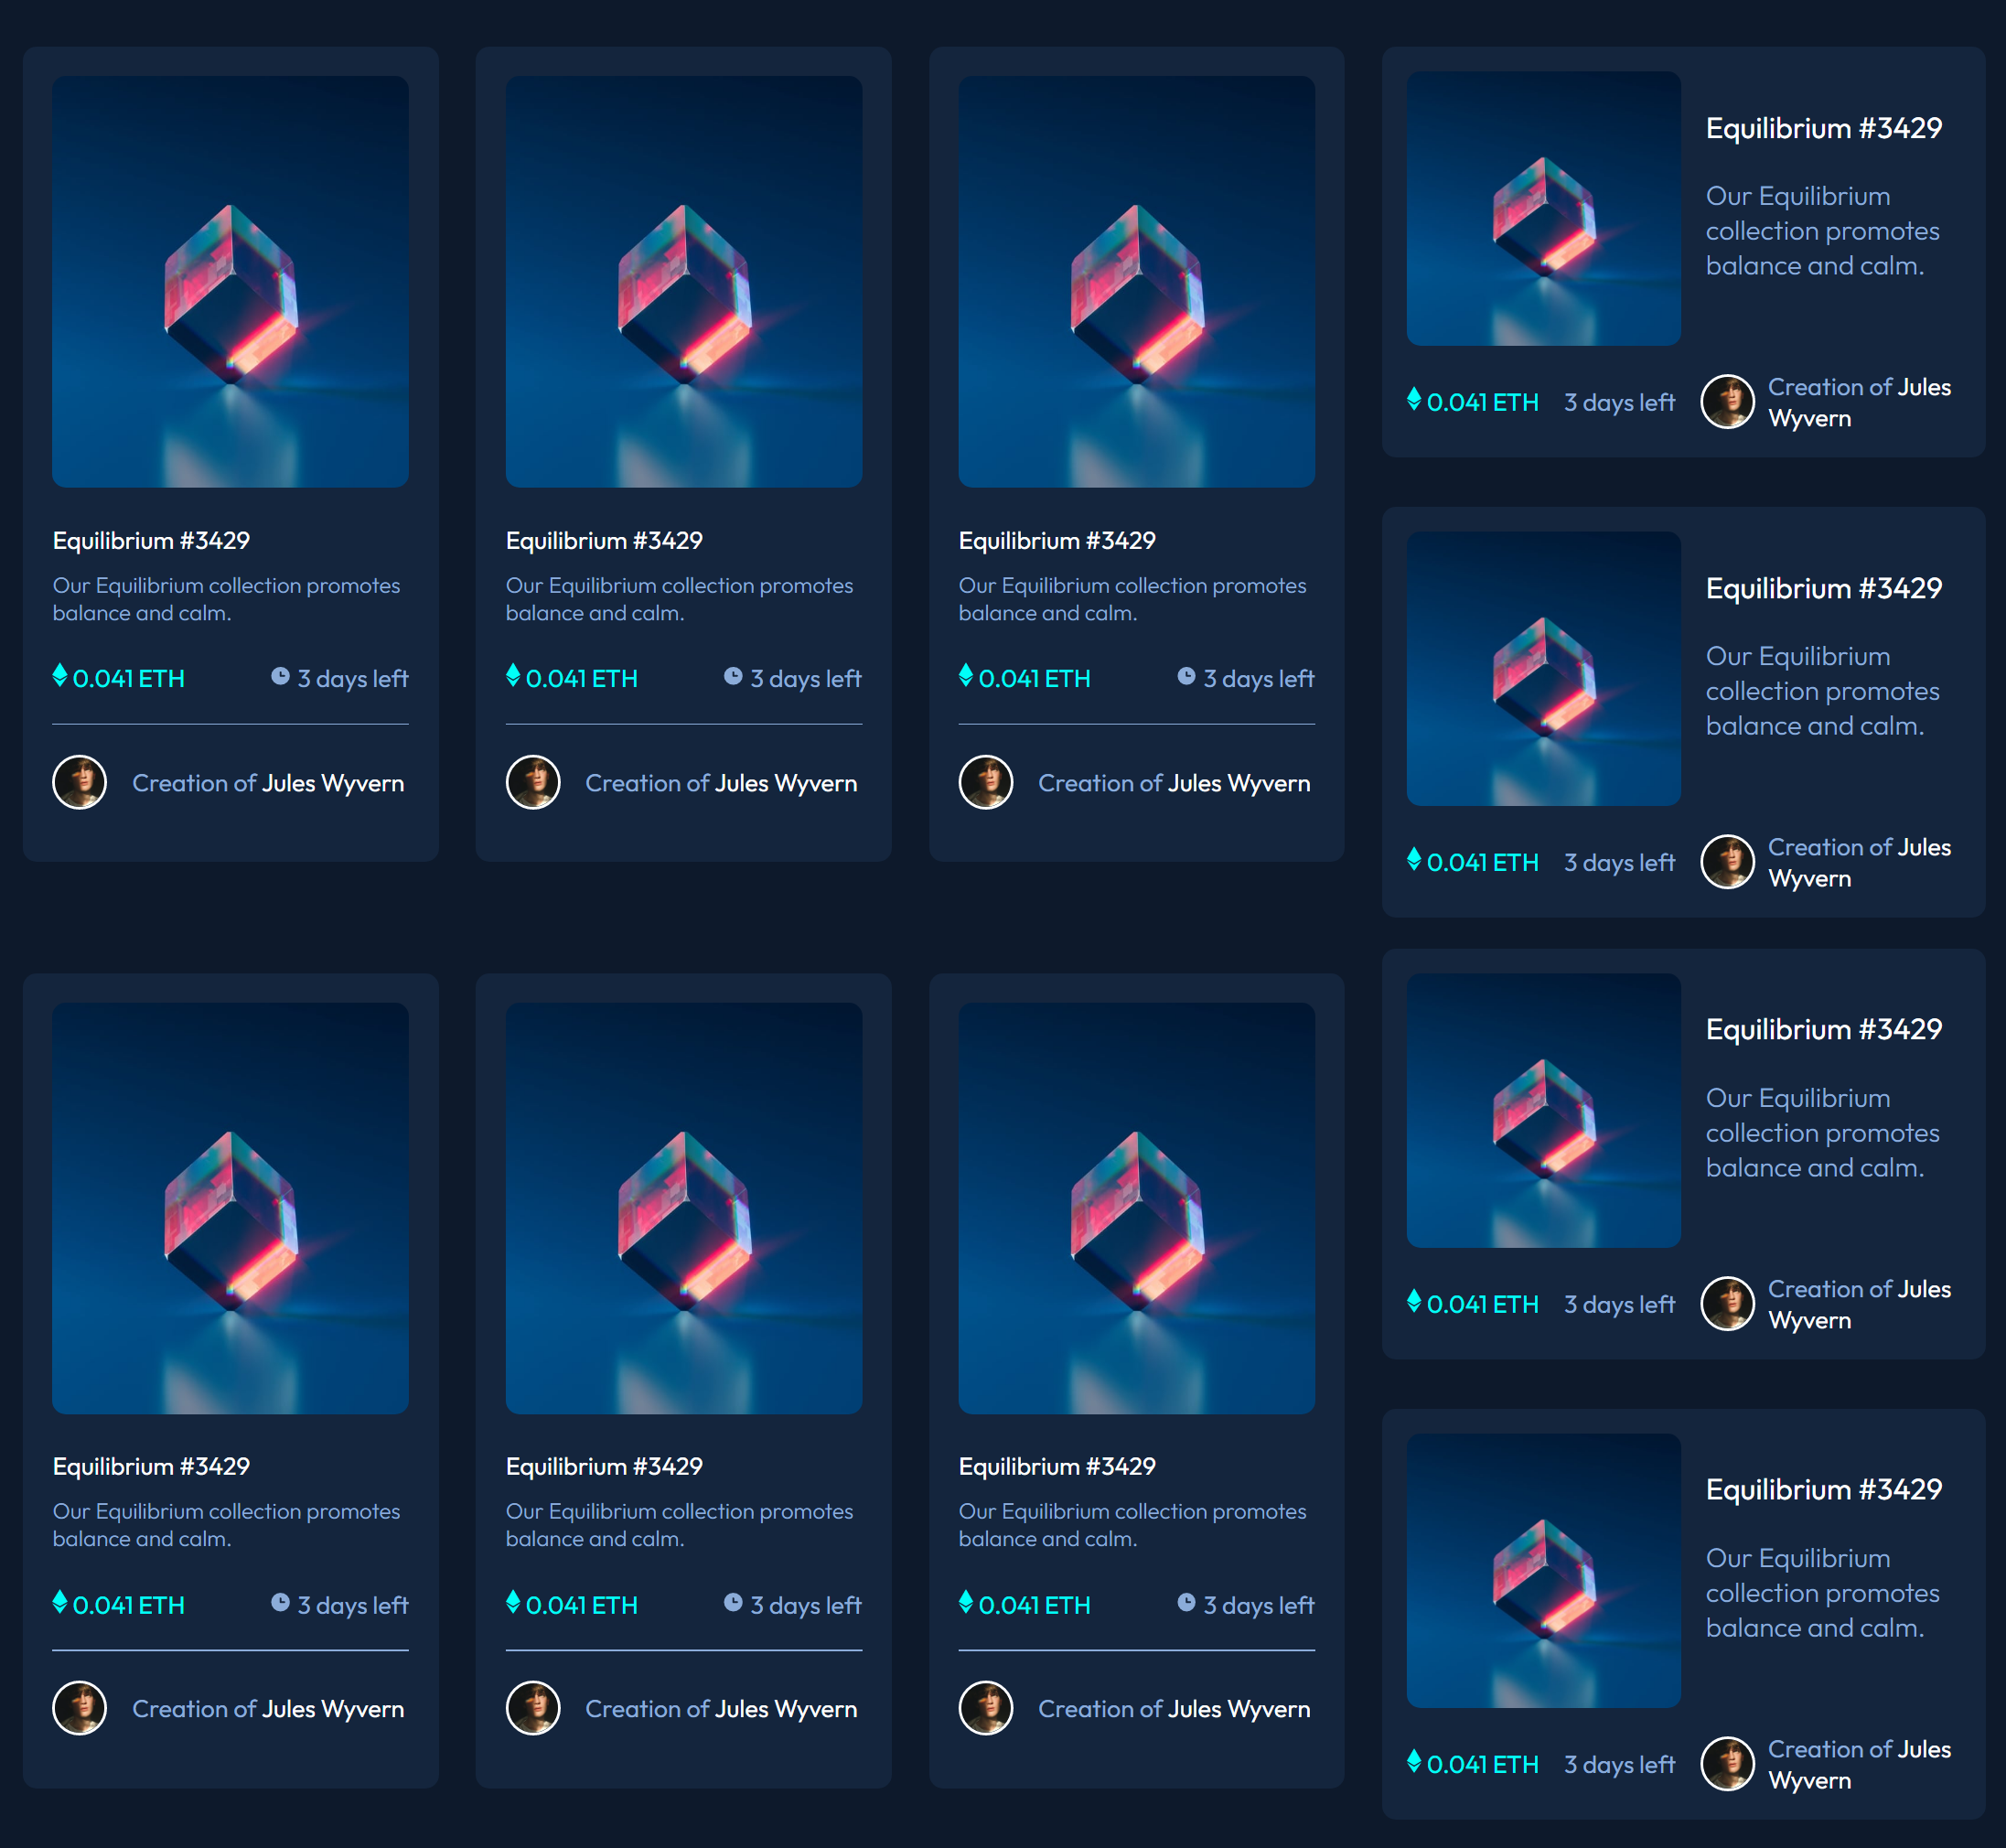 Equilibrium #3429
Our Equilibrium collection promotes
balance and calm.
0.041 ETH
3 days left
Creation of Jules Wyvern
Equilibrium #3429
Our Equilibrium collection promotes
balance and calm.
0.041 ETH
3 days left
Creation of Jules Wyvern
Equilibrium #3429
Our Equilibrium collection promotes
balance and calm.
0.041 ETH
3 days left
Creation of Jules Wyvern
Equilibrium #3429
Our Equilibrium
collection promotes
balance and calm.
0.041 ETH
3 days left
Creation of Jules
Wyvern
Equilibrium #3429
Our Equilibrium
collection promotes
balance and calm.
0.041 ETH
3 days left
Creation of Jules
Wyvern
Equilibrium #3429
Our Equilibrium collection promotes
balance and calm.
0.041 ETH
3 days left
Creation of Jules Wyvern
Equilibrium #3429
Our Equilibrium collection promotes
balance and calm.
0.041 ETH
3 days left
Creation of Jules Wyvern
Equilibrium #3429
Our Equilibrium collection promotes
balance and calm.
0.041 ETH
3 days left
Creation of Jules Wyvern
Equilibrium #3429
Our Equilibrium
collection promotes
balance and calm.
0.041 ETH
3 days left
Creation of Jules
Wyvern
Equilibrium #3429
Our Equilibrium
collection promotes
balance and calm.
0.041 ETH
3 days left
Creation of Jules
Wyvern